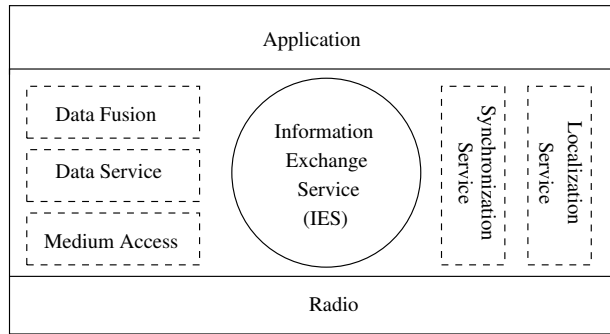 Application
Data Fusion
Data Service
Medium Access
Information
Exchange
Service
(IES)
Synchronization
Service
Localization
Service
Radio